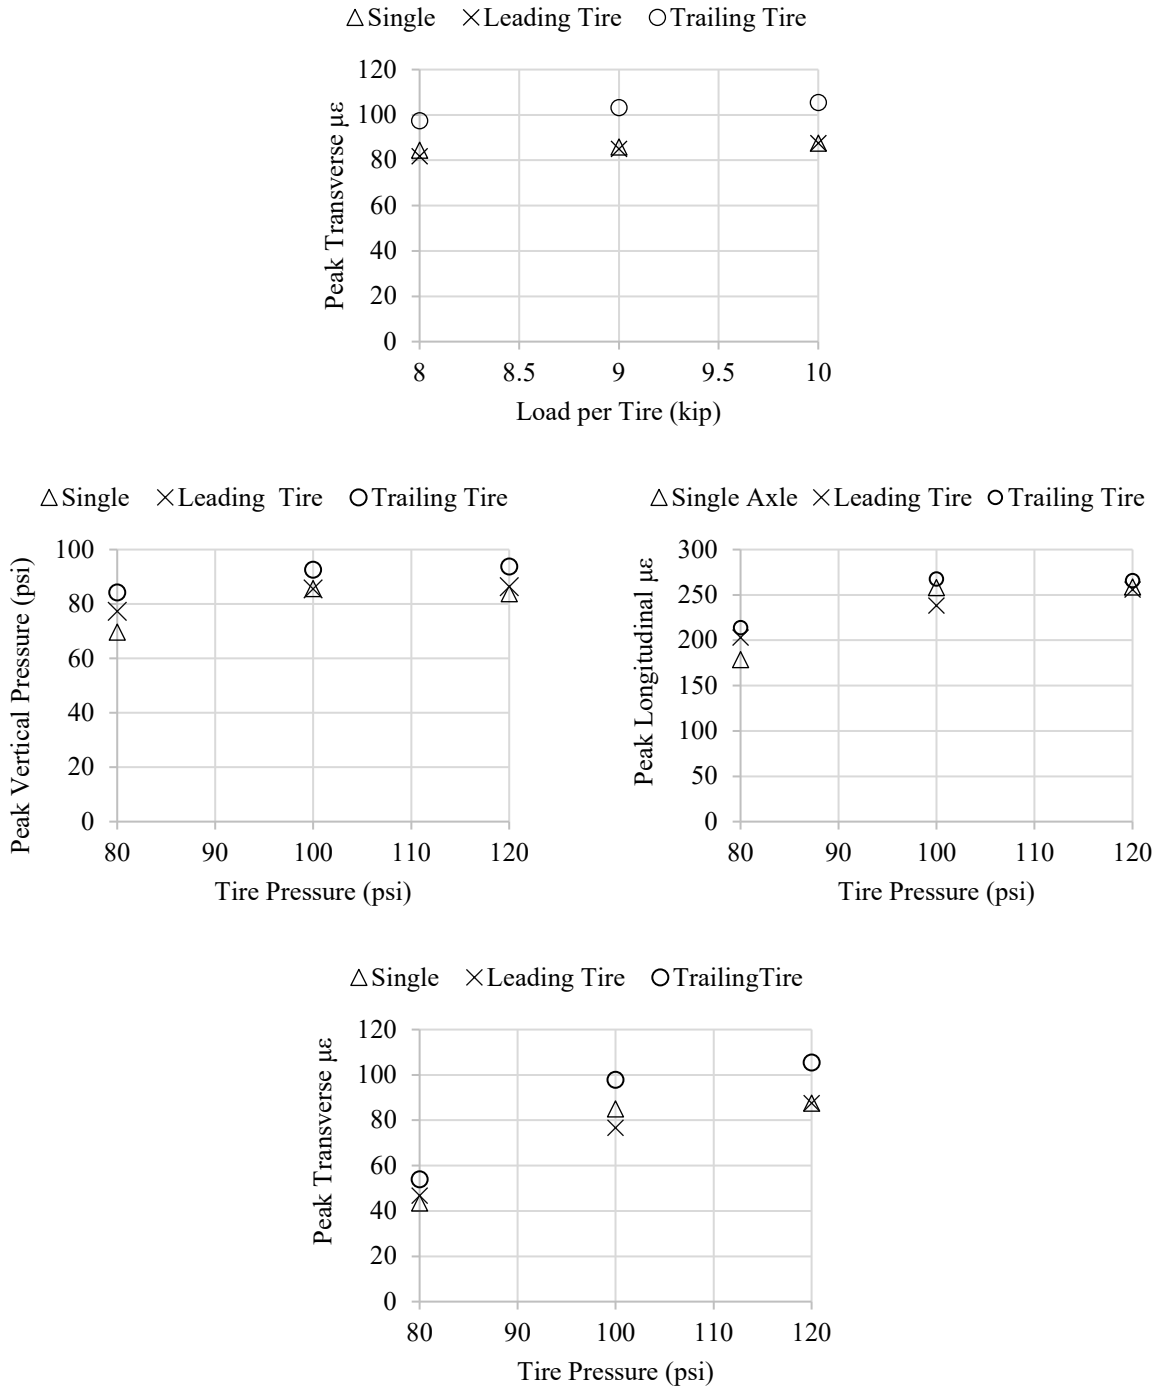 Single Leading Tire Trailing Tire
Peak Transverse με
120
100
80
60
40
20
0
8 8.5 9 9.5 10
Load per Tire (kip)
Single Leading Tire Trailing Tire
Peak Vertical Pressure (psi)
100
80
60
40
20
0
80 90 100 110 120
Tire Pressure (psi)
Single Axle Leading Tire Trailing Tire
Peak Longitudinal με
300
250
200
150
100
50
0
80 90 100 110 120
Tire Pressure (psi)
Single Leading Tire TrailingTire
Peak Transverse με
120
100
80
60
40
20
0
80 90 100 110 120
Tire Pressure (psi)